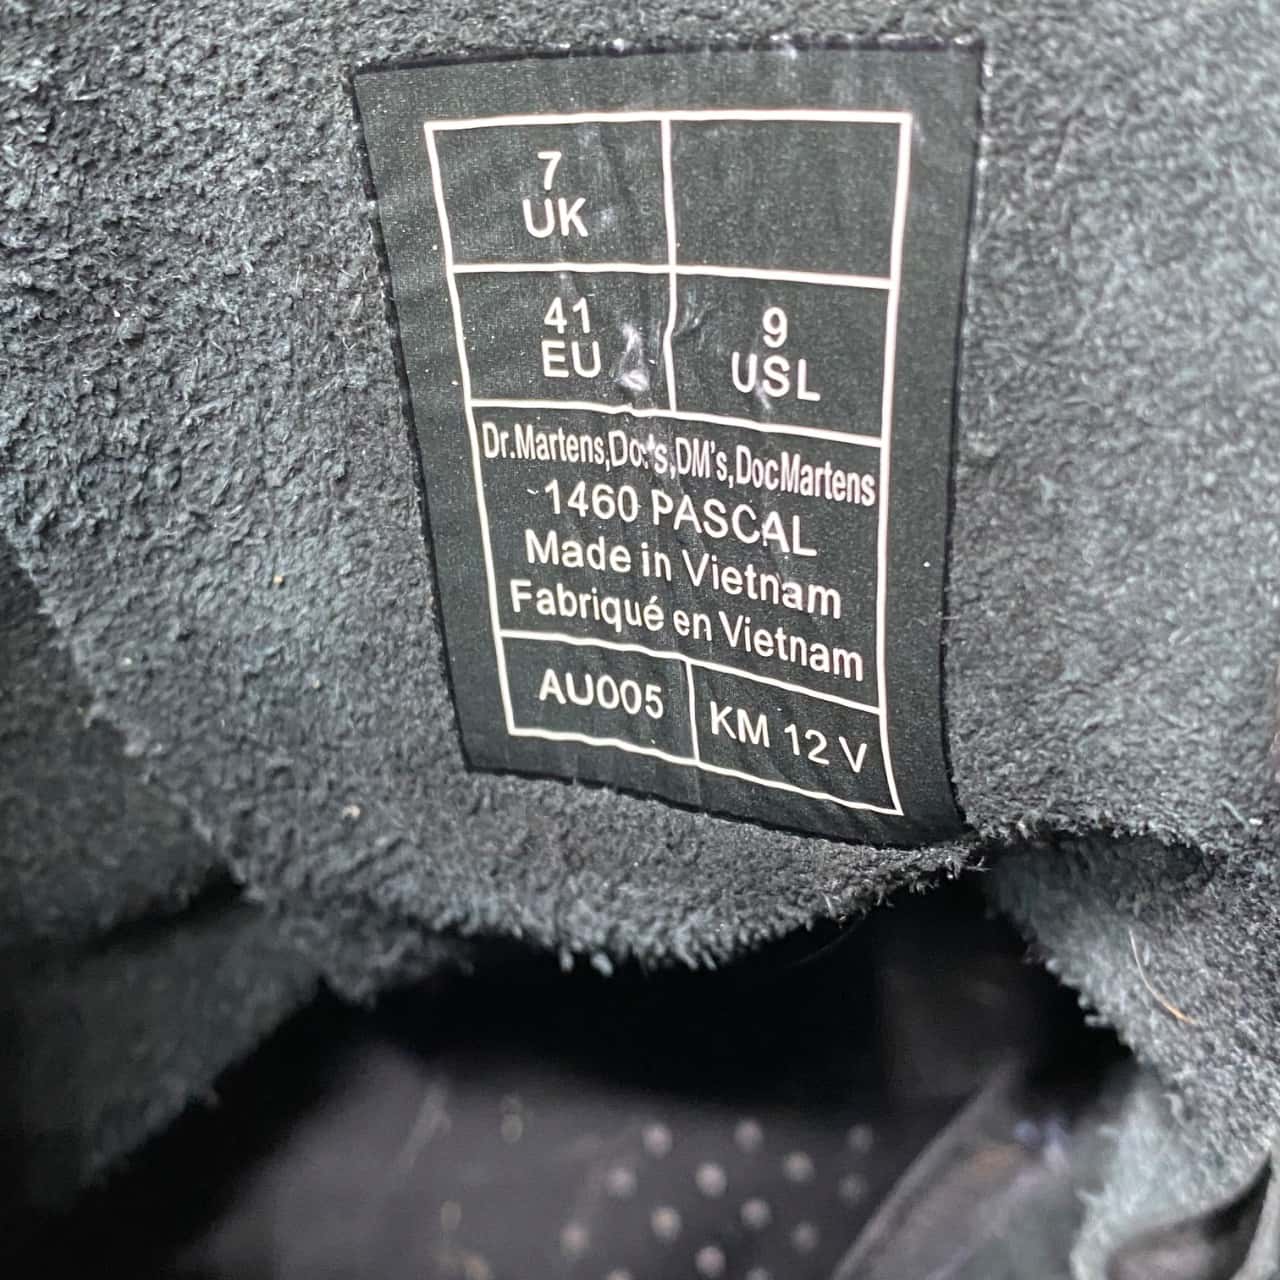 7
UK
41
EU
9
USL
Dr.Martens,Doc's,DM's,DocMartens
1460 PASCAL
Made in Vietnam
Fabriqué en Vietnam
AU005
KM 12 V